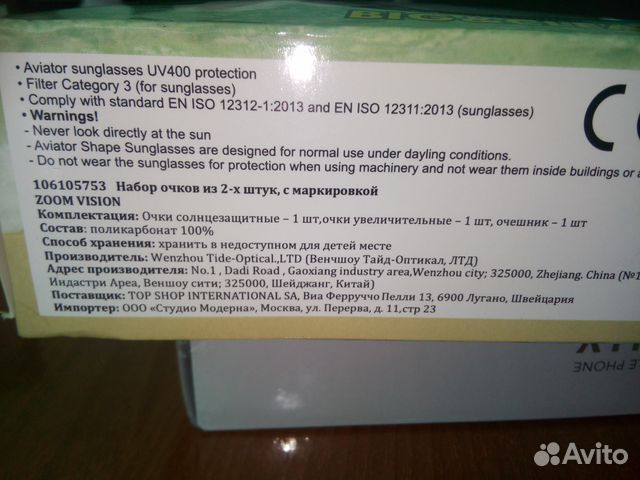 • Aviator sunglasses UV400 protection
• Filter Category 3 (for sunglasses)
• Comply with standard EN ISO 12312-1:2013 and EN ISO 12311:2013 (sunglasses)
• Warnings!
- Never look directly at the sun
- Aviator Shape Sunglasses are designed for normal use under dayling conditions.
- Do not wear the sunglasses for protection when using machinery and not wear them inside buildings or a
CE
106105753 Набор очков из 2-х штук, с маркировкой
ZOOM VISION
Комплектация: Очки солнцезащитные – 1 шт,очки увеличительные – 1 шт, очешник – 1 шт
Состав: поликарбонат 100%
Способ хранения: хранить в недоступном для детей месте
Производитель: Wenzhou Tide-Optical.,LTD (Венчшоу Тайд-Оптикал, ЛТД)
Адрес производителя: No.1 , Dadi Road , Gaoxiang industry area,Wenzhou city; 325000, Zhejiang. China (№1
Индастри Ареа, Веншоу сити; 325000, Шейджанг, Китай)
Поставщик: TOP SHOP INTERNATIONAL SA, Виа Ферруччо Пелли 13, 6900 Лугано, Швейцария
Импортер: ООО «Студио Модерна», Москва, ул. Перерва, д. 11,стр 23
PHONE
Avito